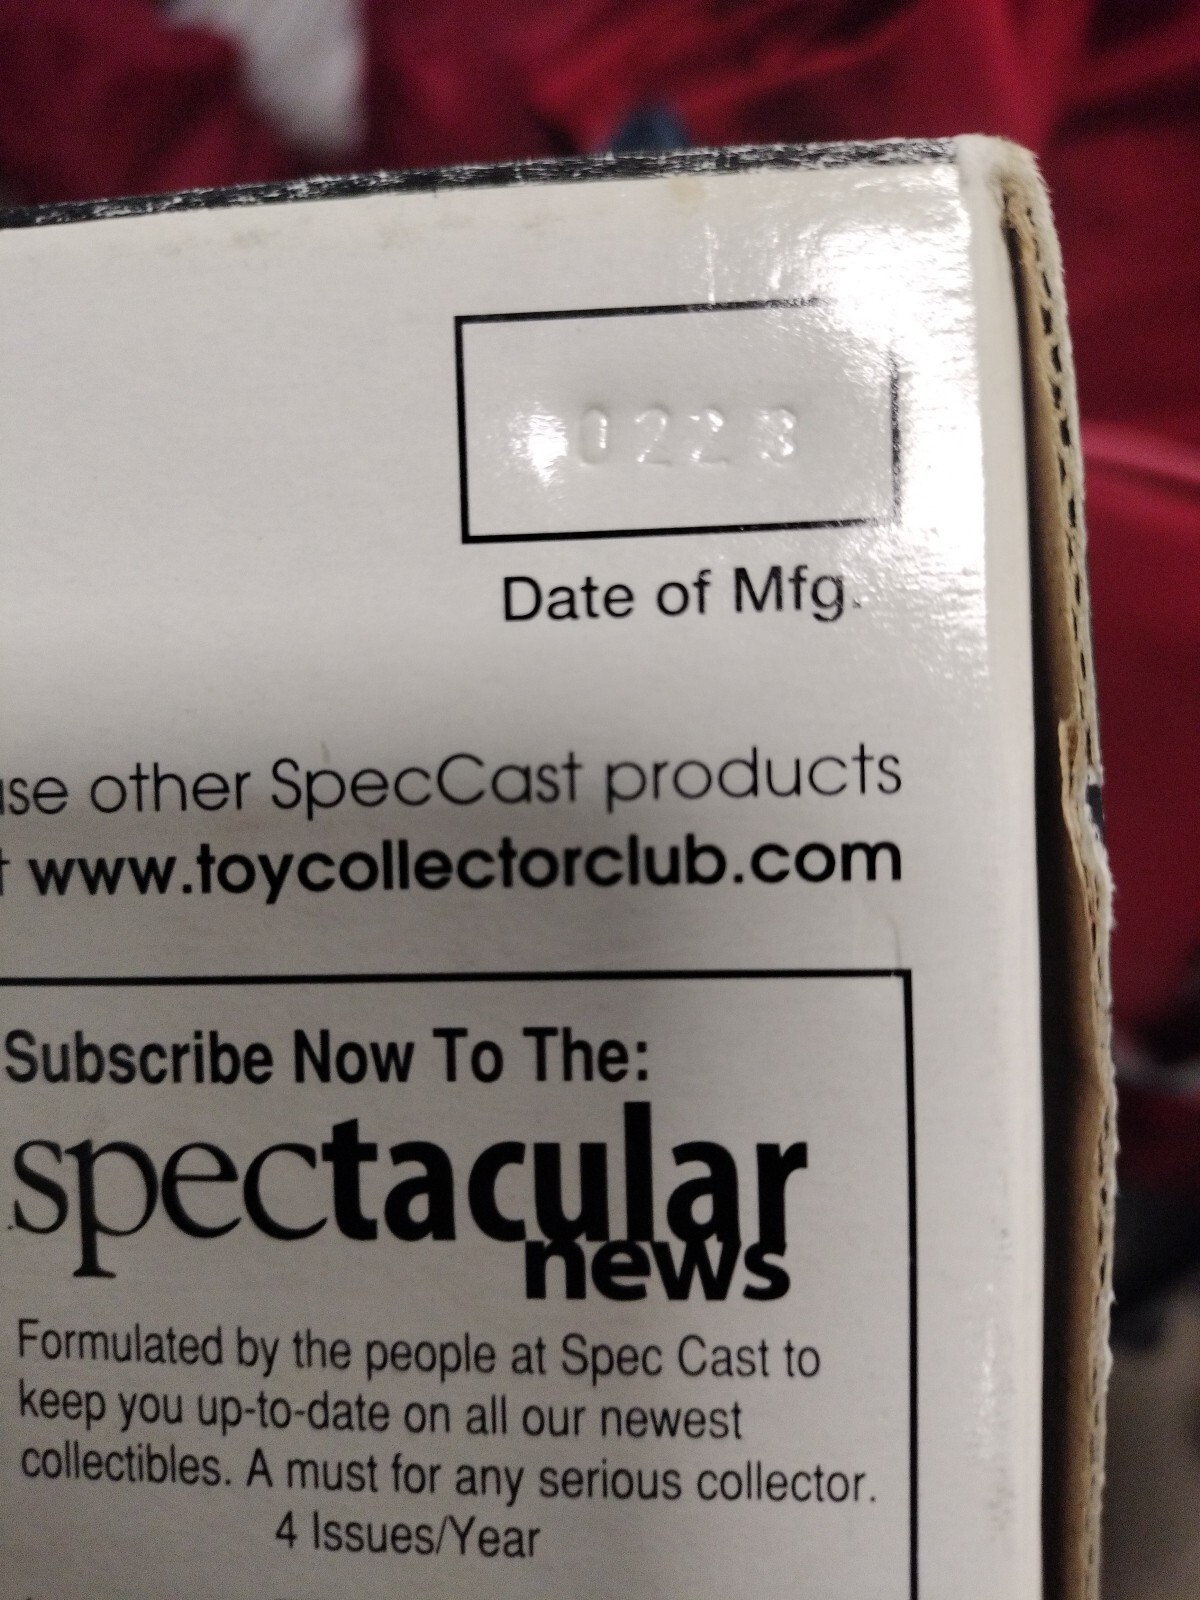 0223
Date of Mfg.
other SpecCast products
www.toycollectorclub.com
Subscribe Now To The:
spectacular
news
Formulated by the people at Spec Cast to
keep you up-to-date on all our newest
collectibles. A must for any serious collector.
4 Issues/Year